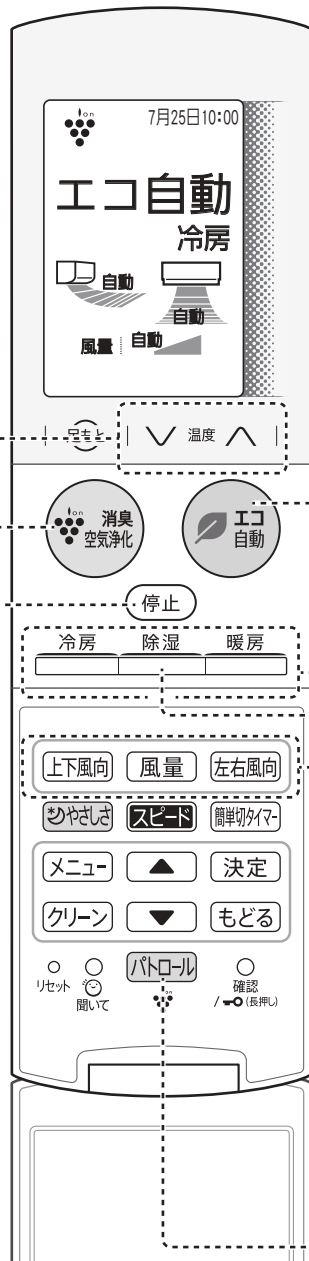 ion
7月25日10:00
エコ自動
冷房
自動
自動
風量 自動
足もと 温度
消臭
空気浄化
エコ
自動
停止
冷房 除湿 暖房
上下風向 風量 左右風向
やさしさ スピード 簡単切タイマー
メニュー ▲ 決定
クリーン ▼ もどる
パトロール
リセット 聞いて 確認
/ (長押し)
ion